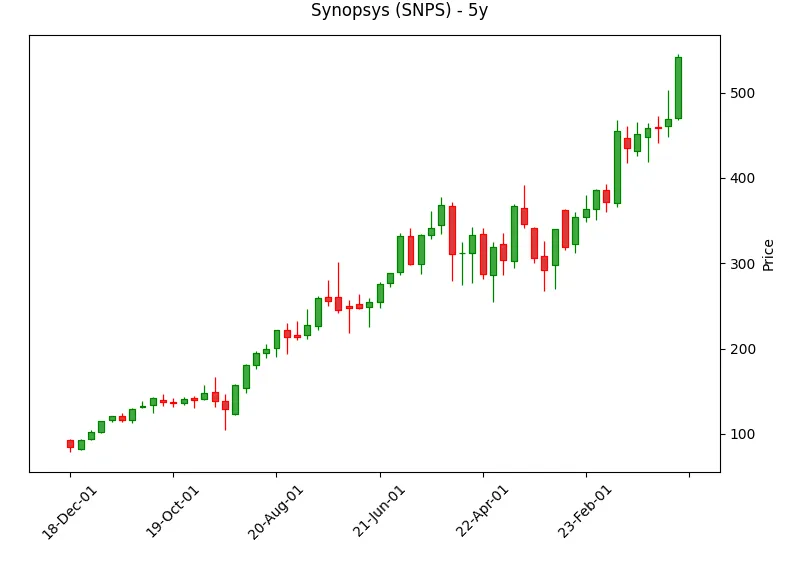 Synopsys (SNPS) - 5y
500
400
300
200
100
Price
18-Dec-01
19-Oct-01
20-Aug-01
21-Jun-01
22-Apr-01
23-Feb-01